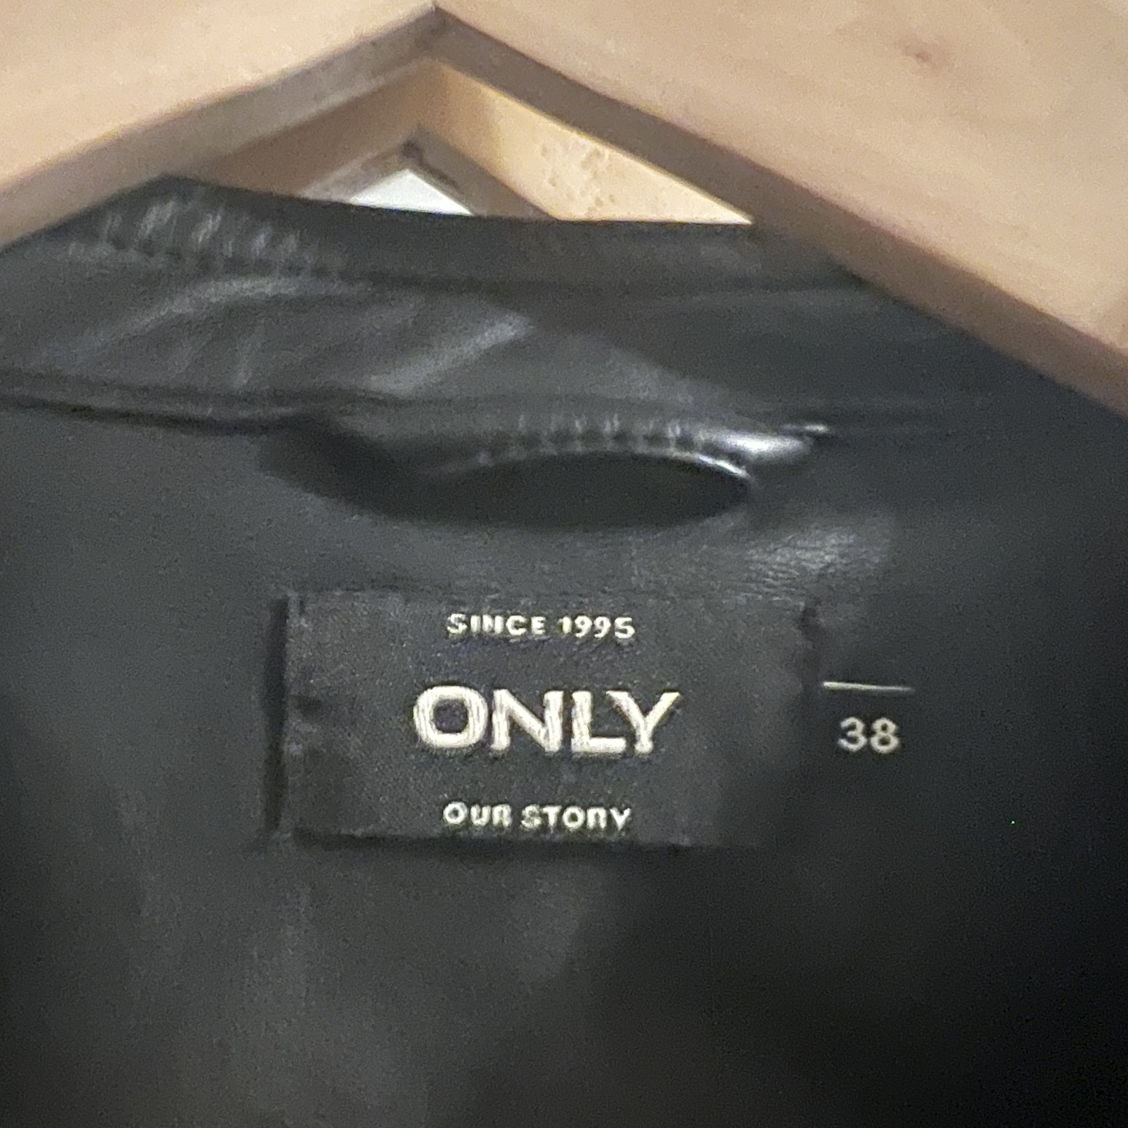 SINCE 1995
ONLY
38
OUR STORY